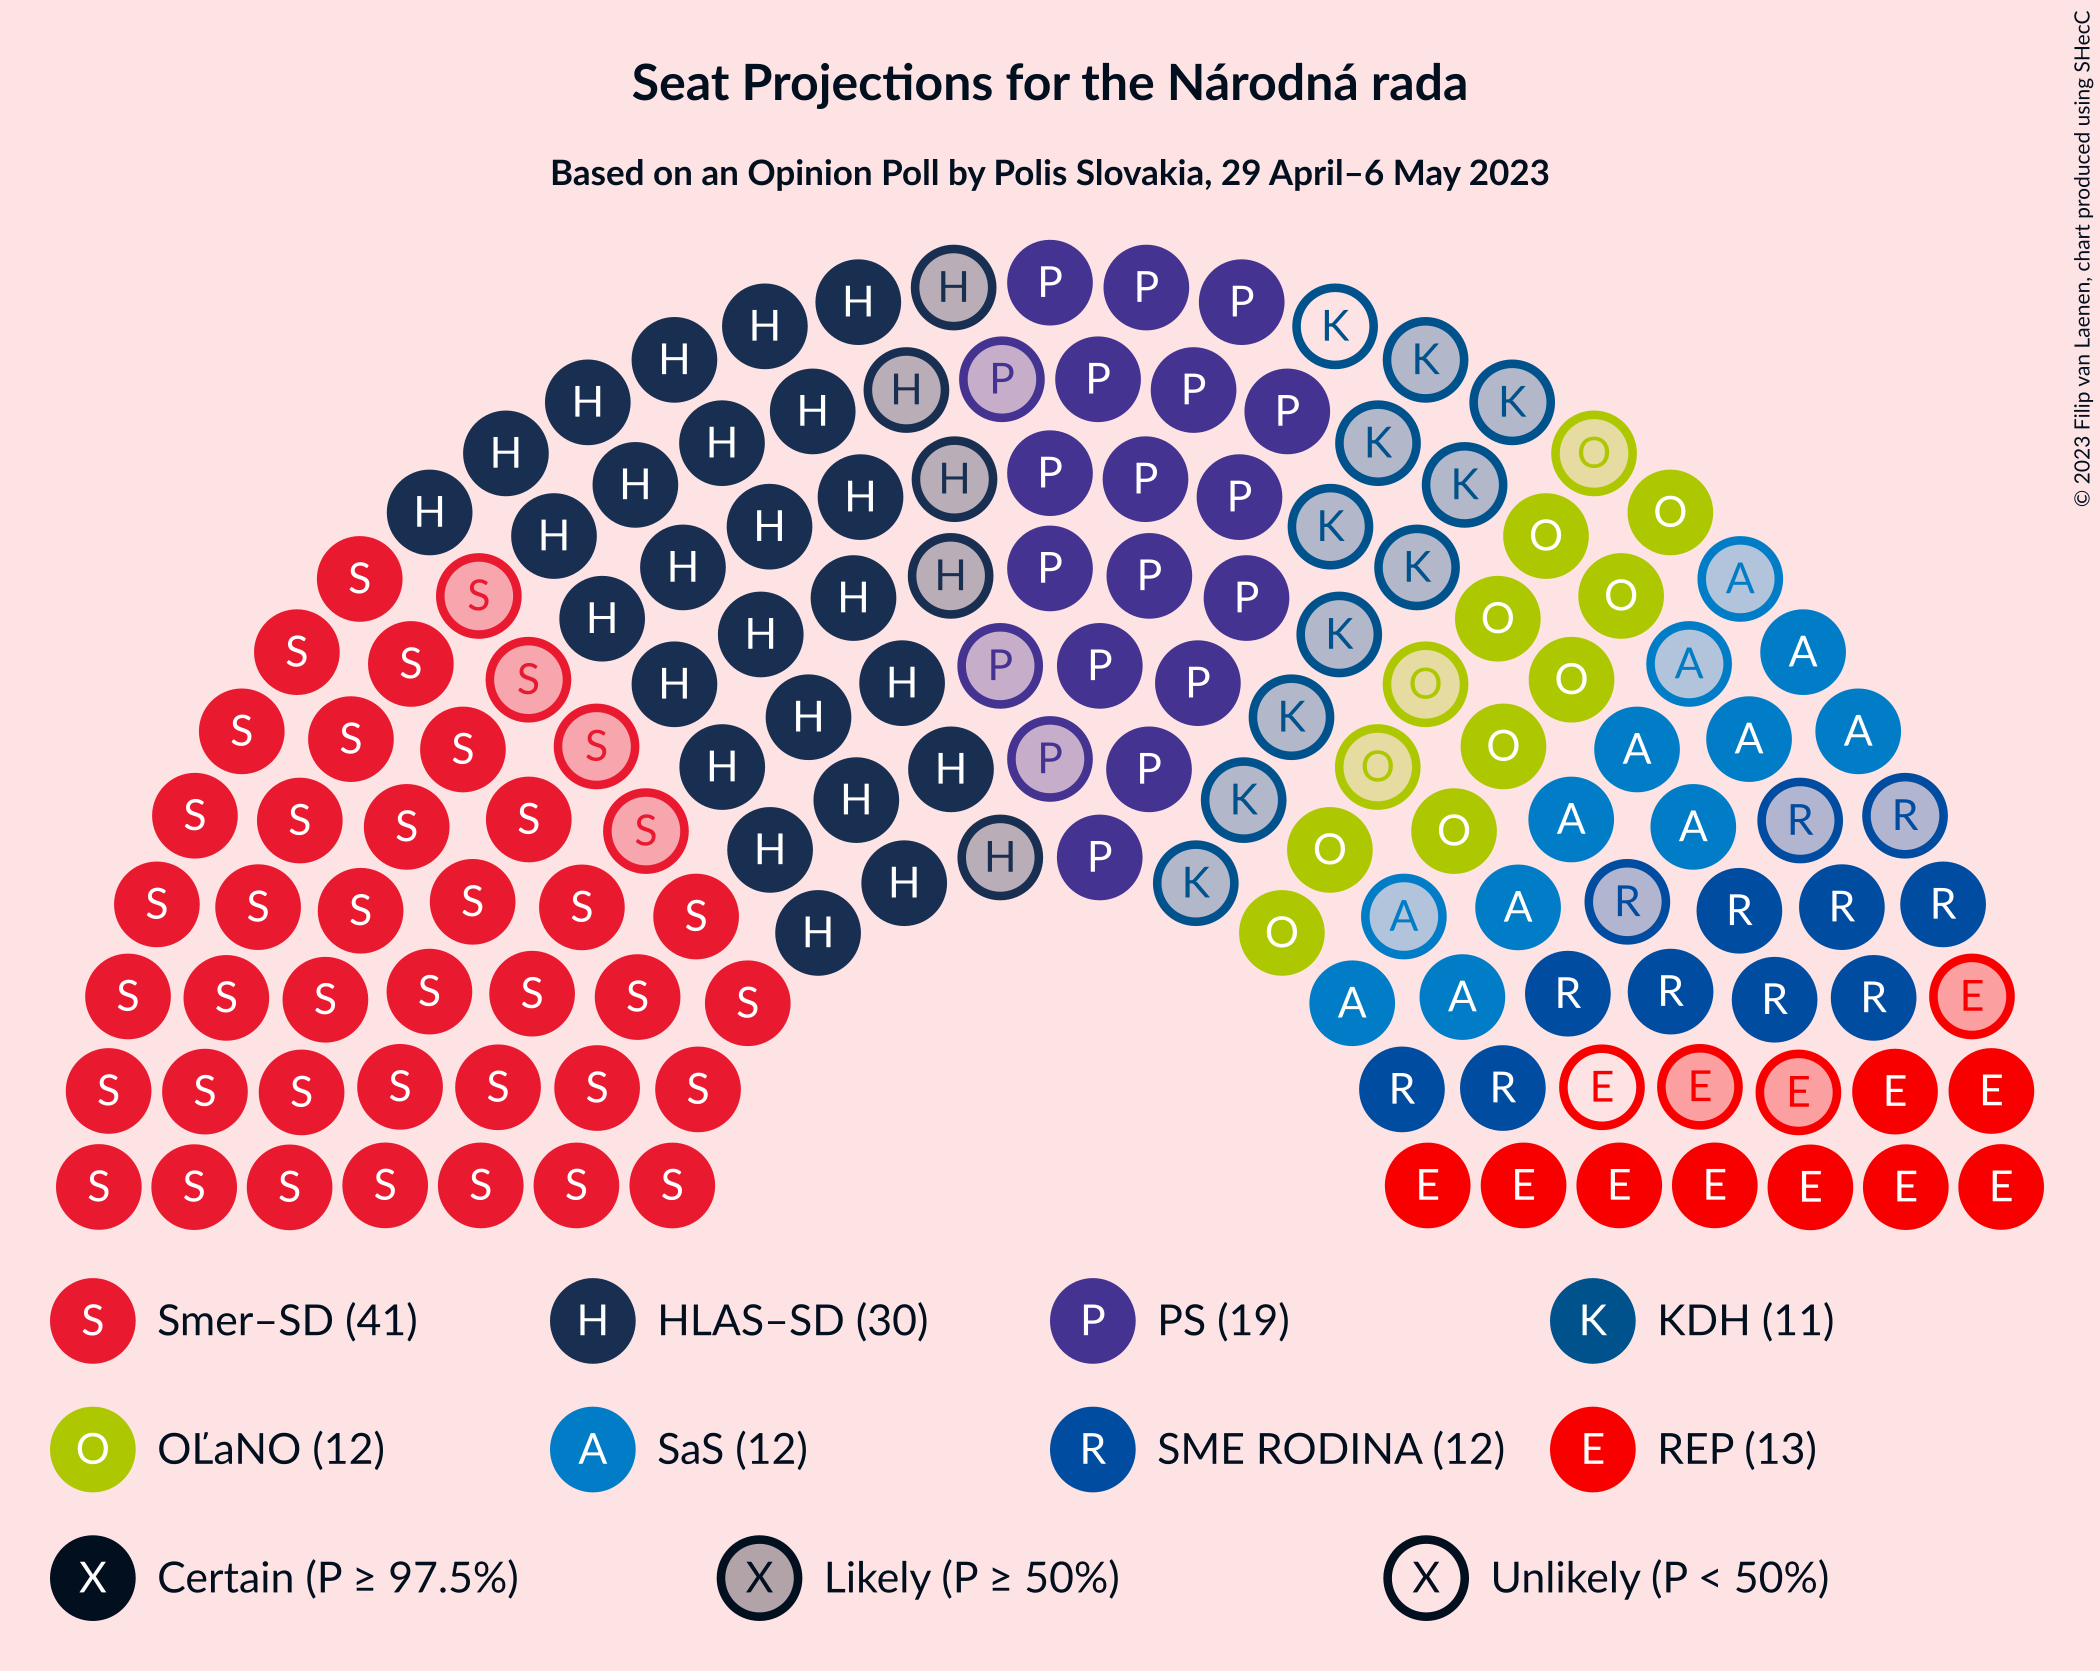 Seat Projections for the Národná rada
Based on an Opinion Poll by Polis Slovakia, 29 April–6 May 2023
© 2023 Filip van Laenen, chart produced using SHecC
H P P P K
H H K K
H P P P H K
H H K O
H H P P P K O
H H H K O
H H P P P K O A
S S H H K O
S S H H P P P K O A A
S S H H K O
S S S H H P P K O A A A
S S S S H H P P K O O A A R R
S S S S S S H H H P K O A A R R R R
S S S S S S S A A R R R R E
S S S S S S S R R E E E E E
S S S S S S S E E E E E E E
S Smer–SD (41) H HLAS–SD (30) P PS (19) K KDH (11)
O OĽaNO (12) A SaS (12) R SME RODINA (12) E REP (13)
X Certain (P ≥ 97.5%) X Likely (P ≥ 50%) X Unlikely (P < 50%)